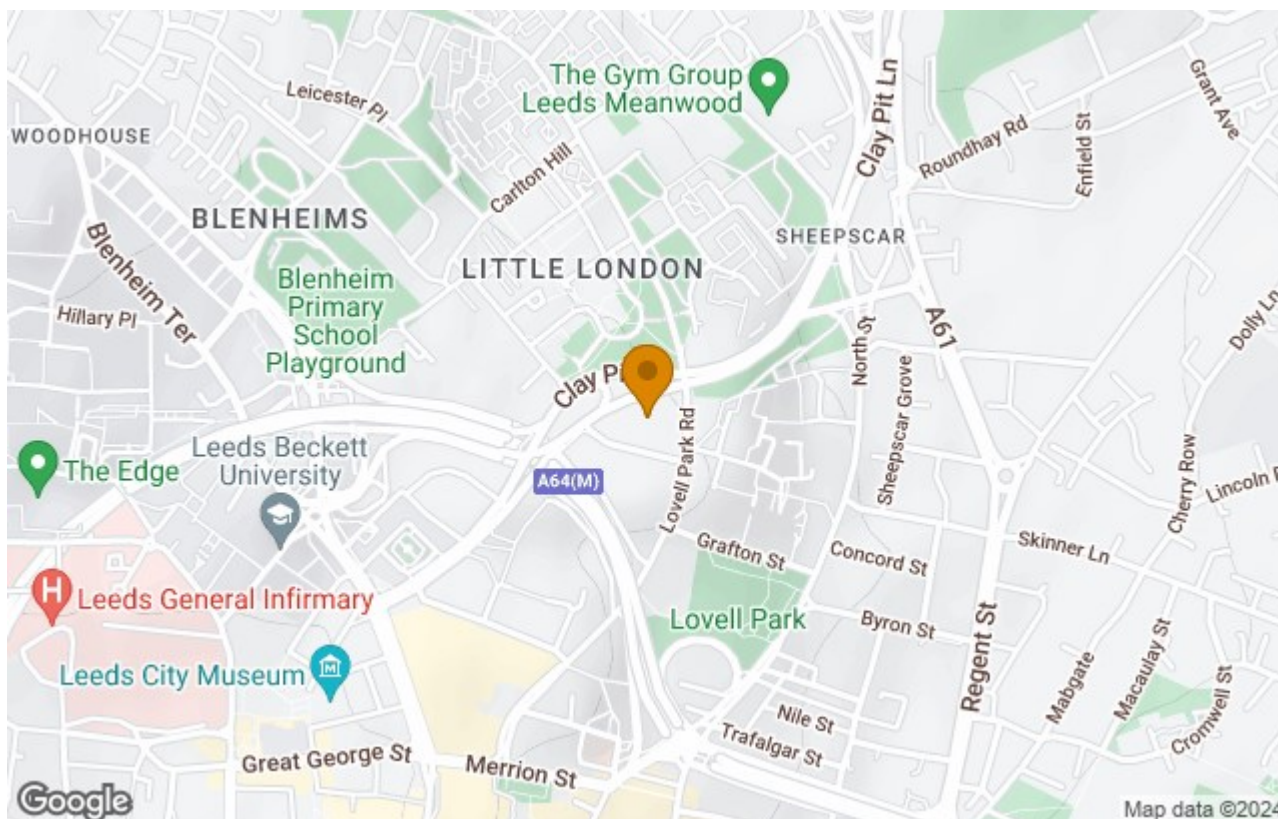 The Gym Group
Leeds Meanwood
Clay Pit Ln
Grant Ave
Leicester Pl
WOODHOUSE
Roundhay Rd
Enfield St
Carlton Hill
BLENHEIMS
SHEEPSCAR
LITTLE LONDON
Blenheim Ter
Blenheim
Primary
School
Playground
Hillary Pl
A61
Dolly Ln
North St
Clay Pi
Sheepscar Grove
Lovell Park Rd
Leeds Beckett
University
The Edge
A64(M)
Cherry Row
Lincoln
Skinner Ln
Grafton St
Concord St
H
Leeds General Infirmary
Lovell Park
Byron St
Regent St
Leeds City Museum
M
Mabgate
Macaulay St
Cromwell St
Nile St
Trafalgar St
Great George St
Merrion St
Google
Map data ©2024